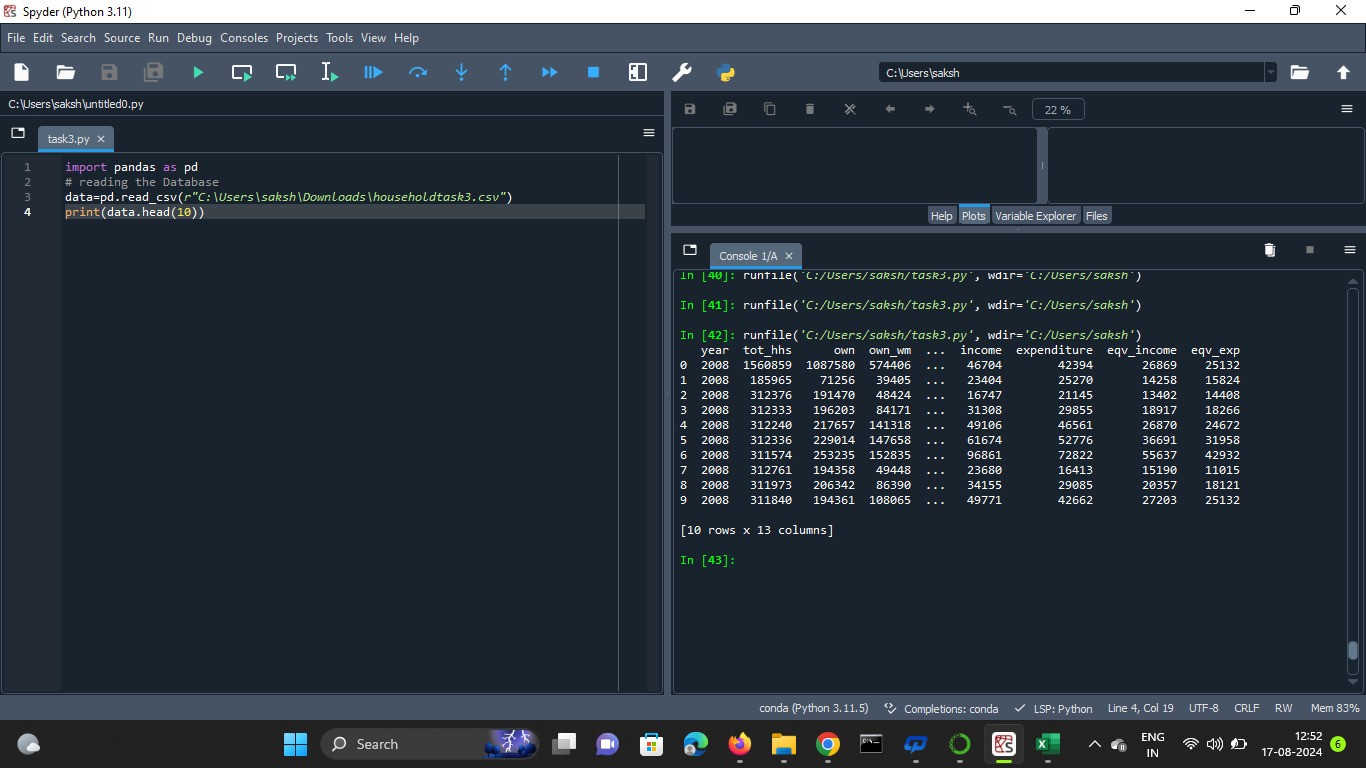 Spyder (Python 3.11)
File Edit Search Source Run Debug Consoles Projects Tools View Help
C:\Users\saksh
C:\Users\saksh\untitled0.py
task3.py
1 import pandas as pd
2 # reading the Database
3 data=pd.read_csv(r"C:\Users\saksh\Downloads\householdtask3.csv")
4 print(data.head(10))
22 %
Help Plots Variable Explorer Files
Console 1/A
In [40]: runfile('C:/Users/saksh/task3.py', wdir='C:/Users/saksh')
In [41]: runfile('C:/Users/saksh/task3.py', wdir='C:/Users/saksh')
In [42]: runfile('C:/Users/saksh/task3.py', wdir='C:/Users/saksh')
year tot_hhs own own_wm ... income expenditure eqv_income eqv_exp
0 2008 1560859 1087580 574406 ... 46704 42394 26869 25132
1 2008 185965 71256 39405 ... 23404 25270 14258 15824
2 2008 312376 191470 48424 ... 16747 21145 13402 14408
3 2008 312333 196203 84171 ... 31308 29855 18917 18266
4 2008 312240 217657 141318 ... 49106 46561 26870 24672
5 2008 312336 229014 147658 ... 61674 52776 36691 31958
6 2008 311574 253235 152835 ... 96861 72822 55637 42932
7 2008 312761 194358 49448 ... 23680 16413 15190 11015
8 2008 311973 206342 86390 ... 34155 29085 20357 18121
9 2008 311840 194361 108065 ... 49771 42662 27203 25132
[10 rows x 13 columns]
In [43]:
conda (Python 3.11.5) Completions: conda LSP: Python Line 4, Col 19 UTF-8 CRLF RW Mem 83%
Search
ENG
IN
12:52
17-08-2024
6